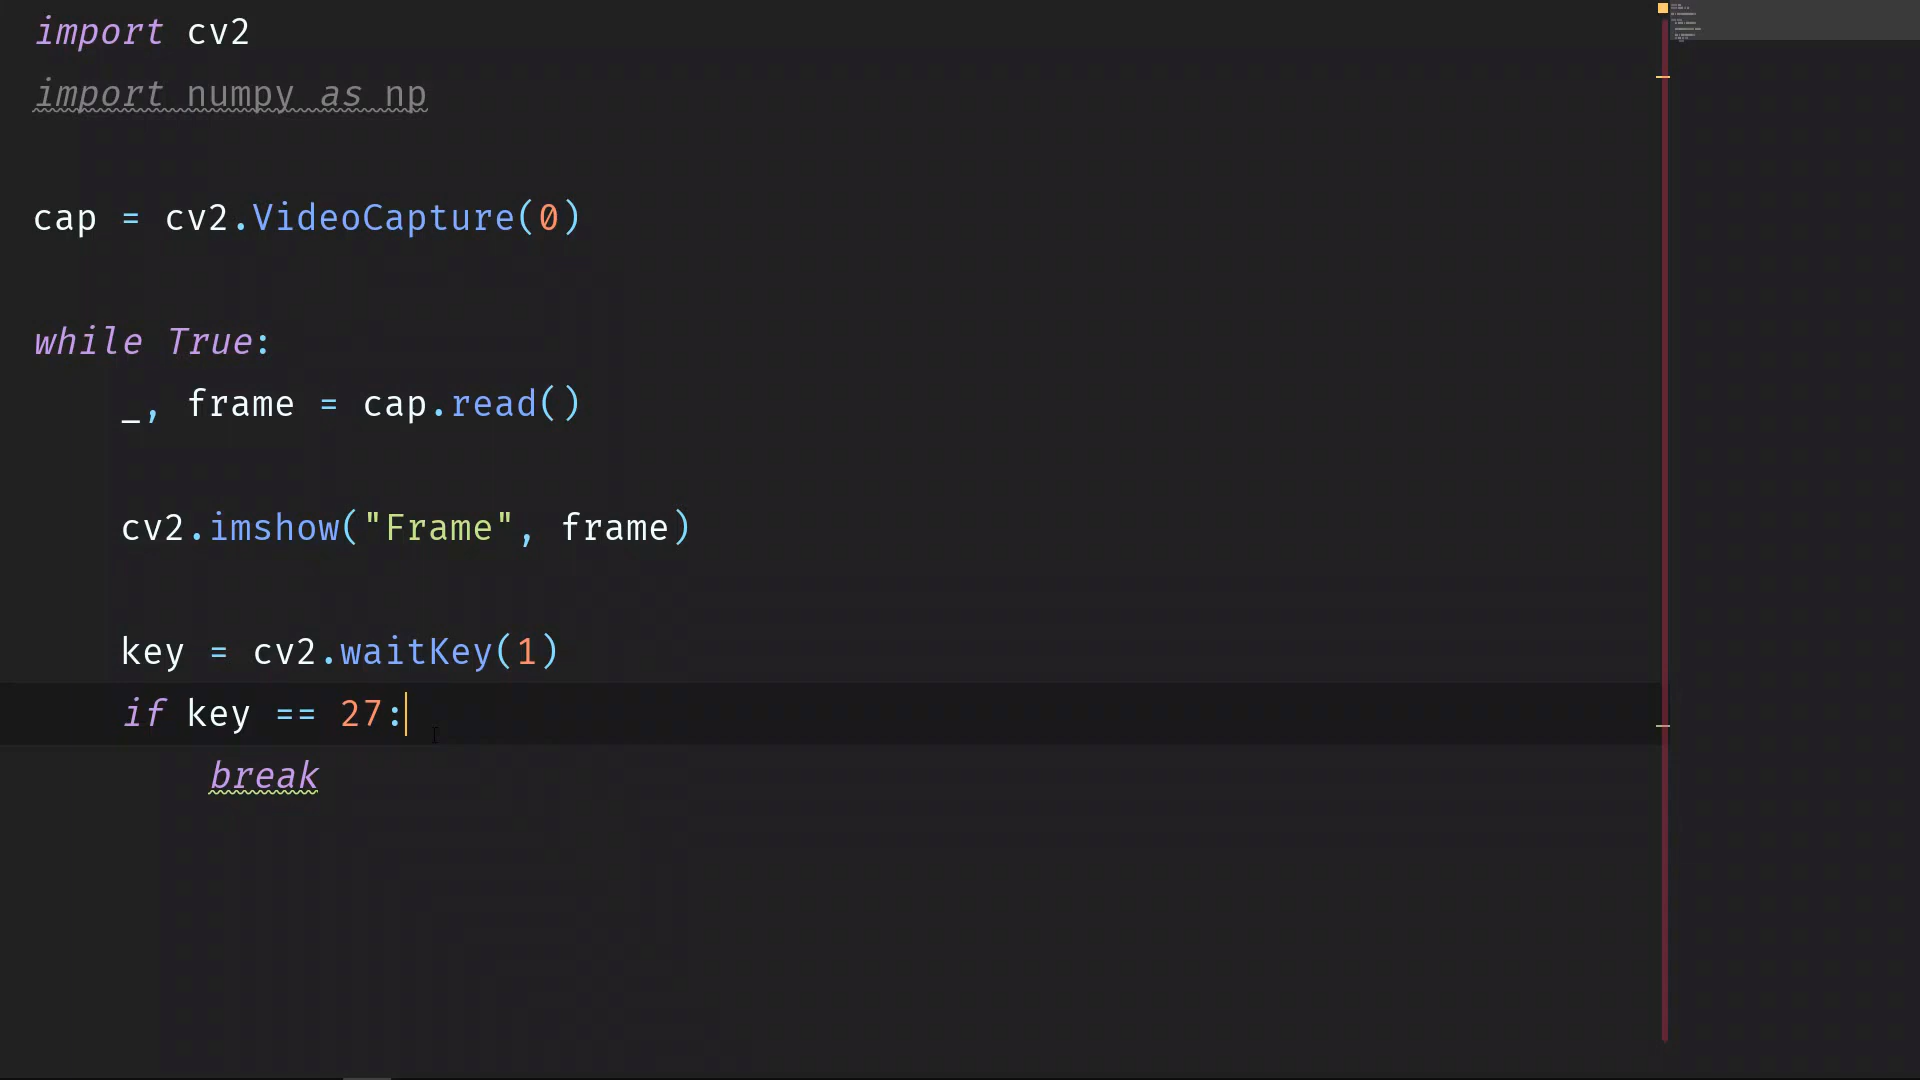 import cv2
import numpy as np
cap = cv2.VideoCapture(0)
while True:
    _, frame = cap.read()
    cv2.imshow("Frame", frame)
    key = cv2.waitKey(1)
    if key == 27:
        break